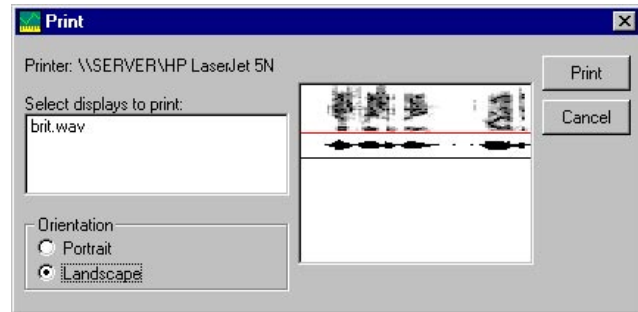 Print
Printer: \\SERVER\HP LaserJet 5N
Select displays to print:
brit.wav
Orientation
Portrait
Landscape
Print
Cancel